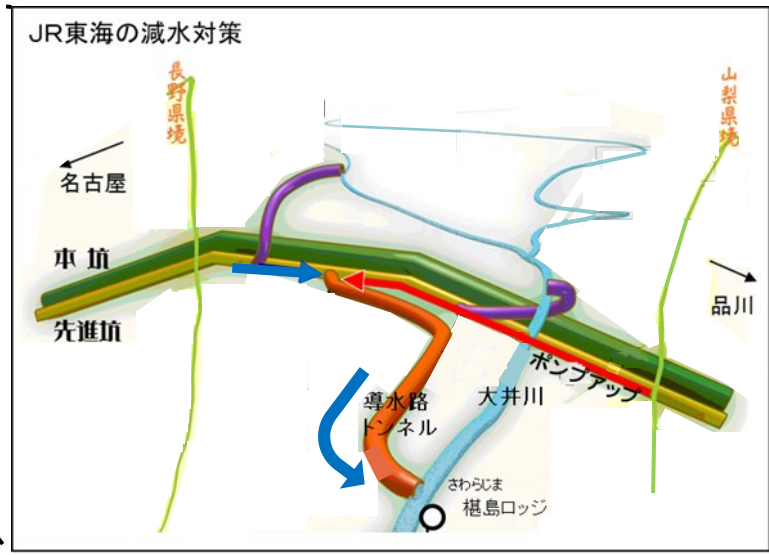 JR東海の減水対策
長野県境
山梨県境
名古屋
本坑
品川
先進坑
ポンプアップ
導水路
トンネル
大井川
さわらじま
椹島ロッジ